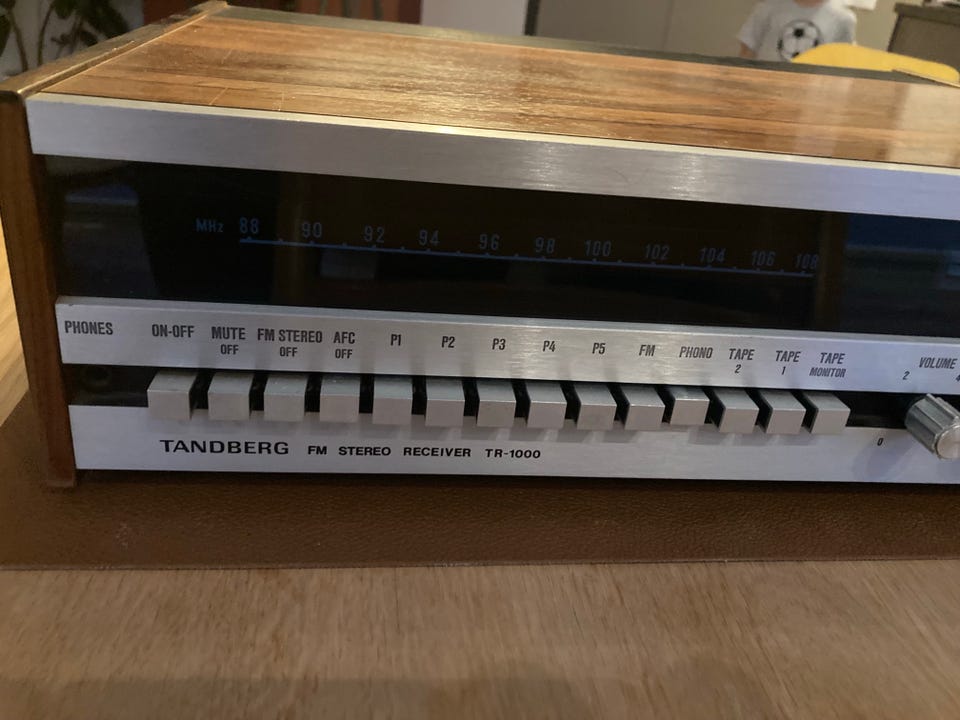 MHz 88 90 92 94 96 98 100 102 104 106 108
PHONES ON-OFF MUTE FM STEREO AFC P1 P2 P3 P4 P5 FM PHONO TAPE TAPE TAPE VOLUME
OFF OFF OFF 2 1 MONITOR 2 4
0
TANDBERG FM STEREO RECEIVER TR-1000